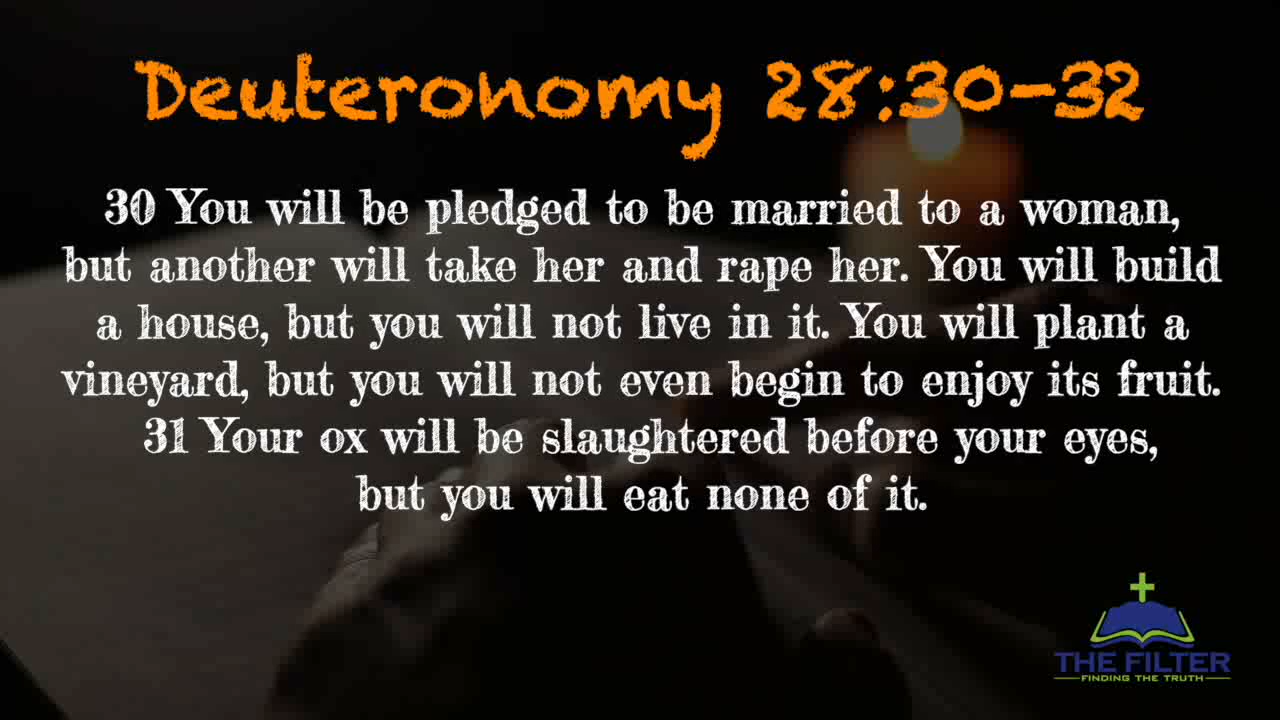 Deuteronomy 28:30-32
30 You will be pledged to be married to a woman,
but another will take her and rape her. You will build
a house, but you will not live in it. You will plant a
vineyard, but you will not even begin to enjoy its fruit.
31 Your ox will be slaughtered before your eyes,
but you will eat none of it.
THE FILTER
FINDING THE TRUTH